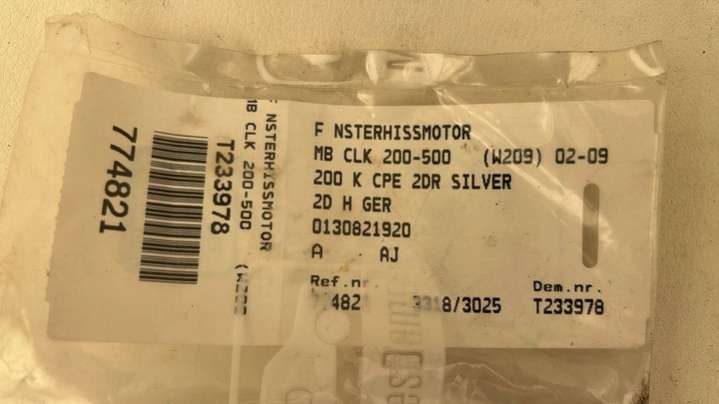 774821
T233978
MB CLK 200-500 (W209
F NSTERHISSMOTOR
F NSTERHISSMOTOR
MB CLK 200-500 (W209) 02-09
200 K CPE 2DR SILVER
2D H GER
0130821920
A AJ
Ref.nr. Dem.nr.
3318/3025 T233978